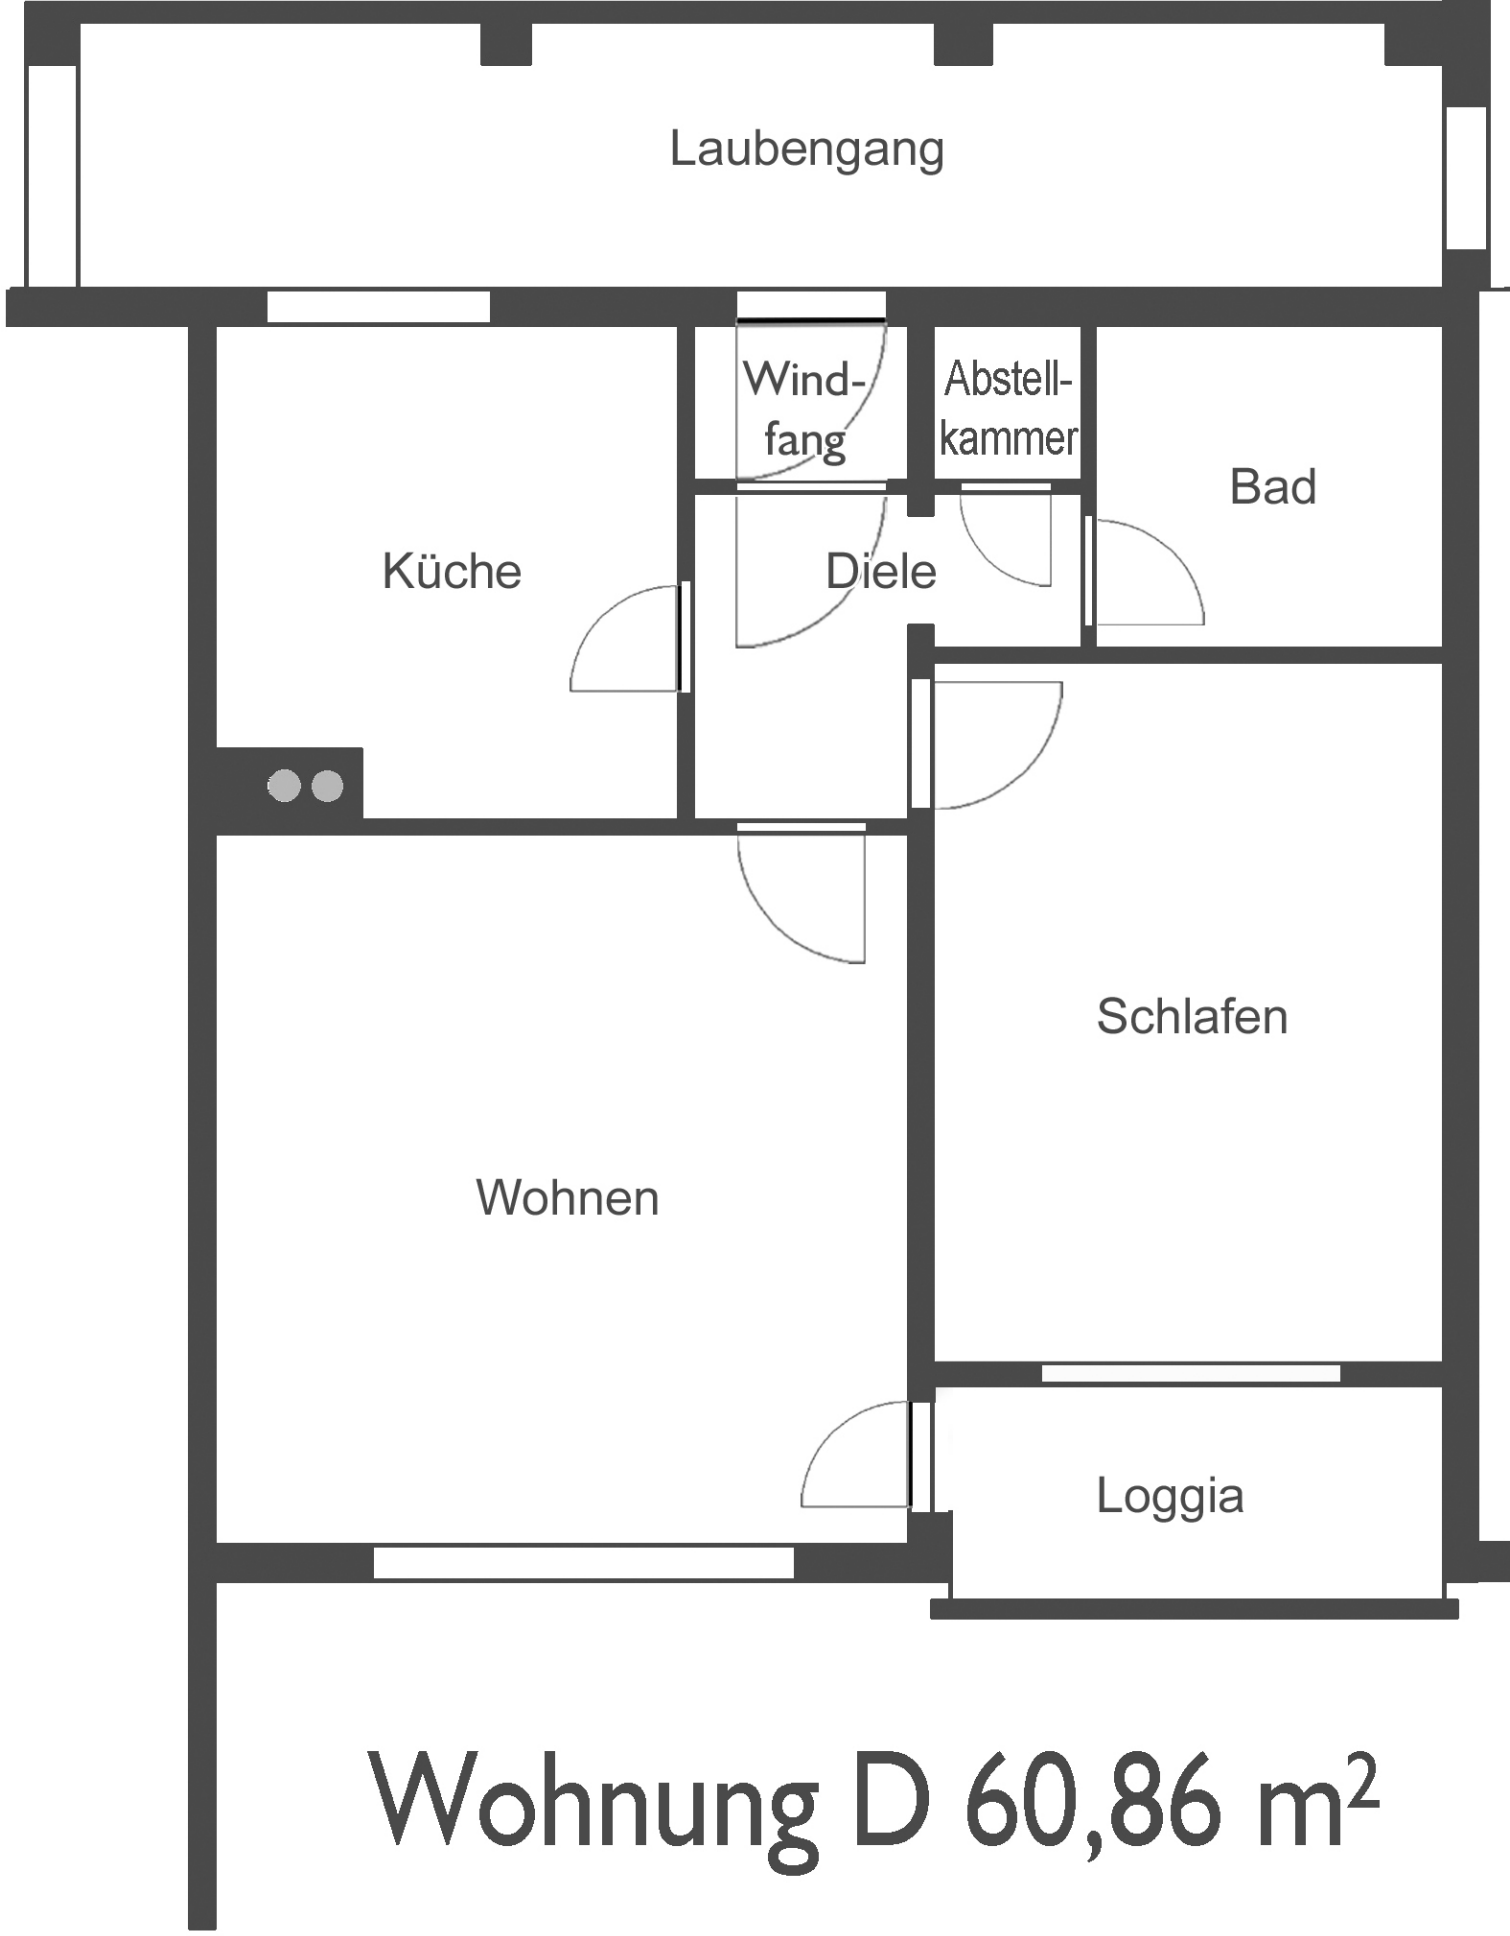 Laubengang
Wind-
fang
Abstell-
kammer
Bad
Küche
Diele
Schlafen
Wohnen
Loggia
Wohnung D 60,86 m²